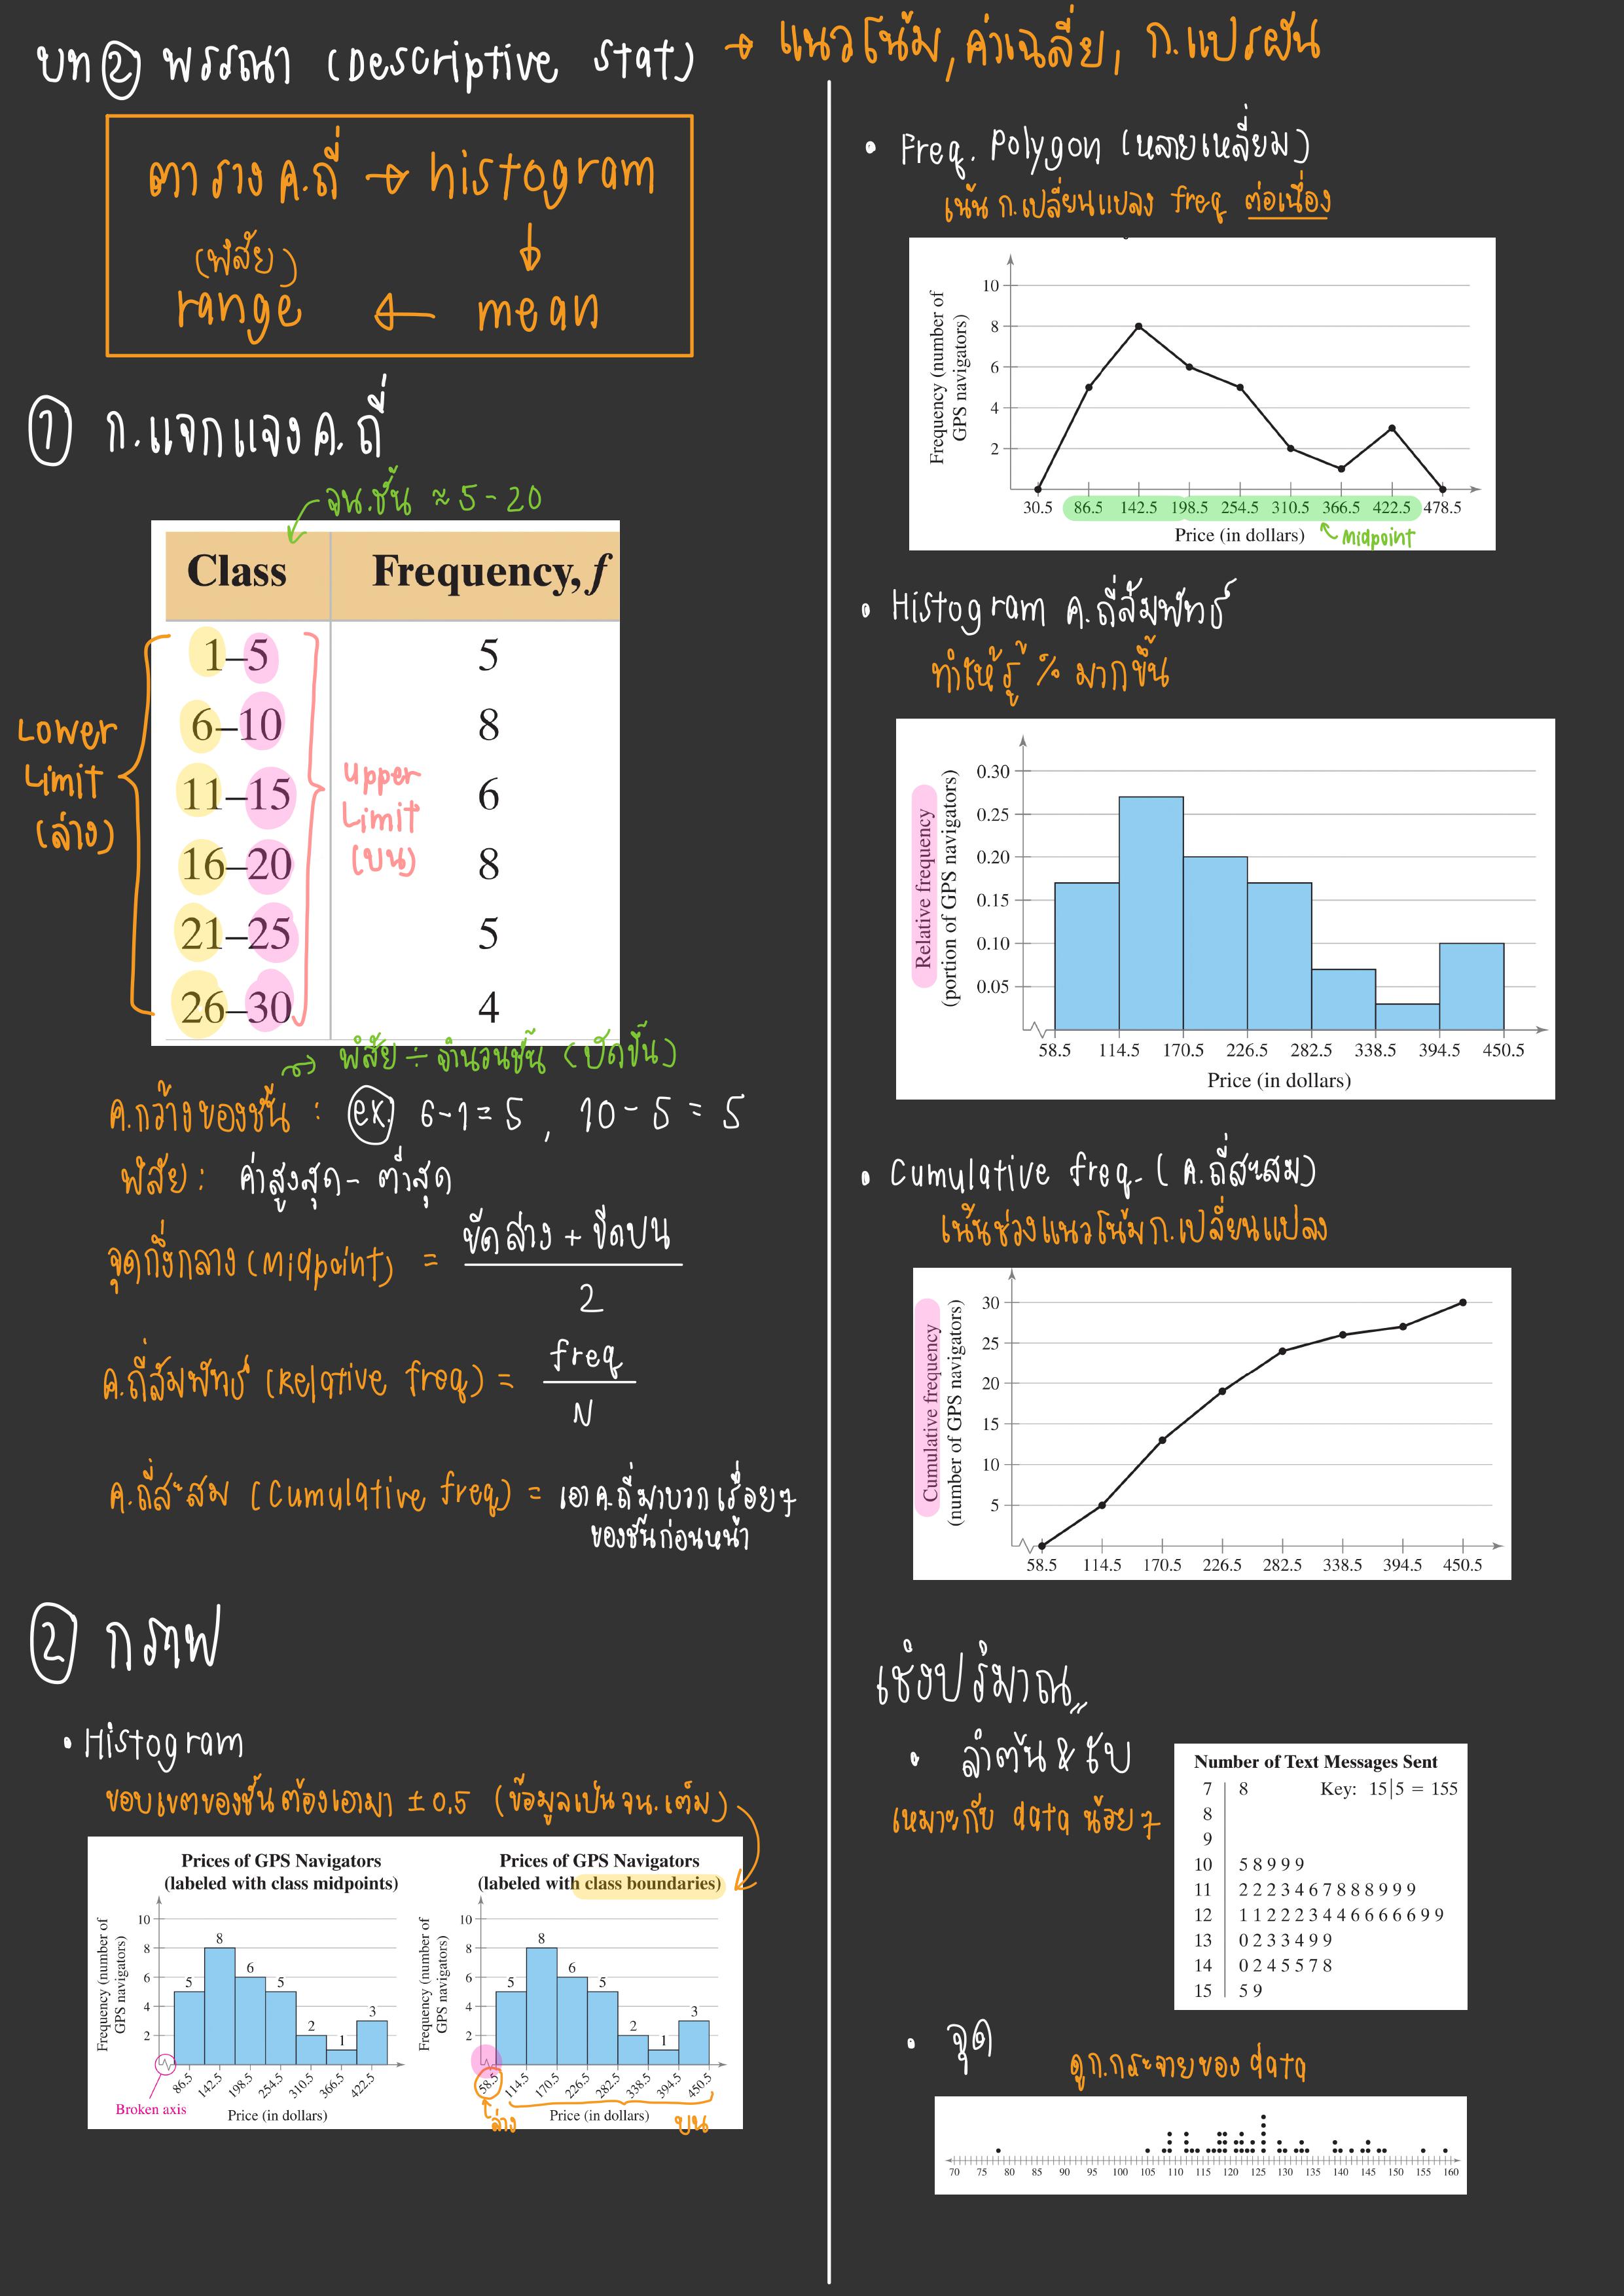 บท ② พรรณนา (Descriptive Stat) → แนวโน้ม, ค่าเฉลี่ย, ก.แปรผัน
ตาราง ค.ถี่ → histogram
↓
(พิสัย)
range ← mean
① ก.แจกแจง ค.ถี่
จน.ชั้น ≈ 5-20
Class Frequency, f
1–5 5
6–10 8
11–15 6
16–20 8
21–25 5
26–30 4
Lower
Limit
(ล่าง)
upper
Limit
(บน)
→ พิสัย ÷ จำนวนชั้น (ปัดขึ้น)
ค.กว้างของชั้น : ex. 6-1=5, 10-5=5
พิสัย : ค่าสูงสุด - ต่ำสุด
จุดกึ่งกลาง (Midpoint) = ขีดล่าง + ขีดบน
2
ค.ถี่สัมพัทธ์ (Relative freq) = freq
N
ค.ถี่สะสม (Cumulative freq) = เอา ค.ถี่มาบวกเรื่อยๆ
ของชั้นก่อนหน้า
② กราฟ
• Histogram
ขอบเขตของชั้นต้องเอามา ±0.5 (ข้อมูลเป็น จน.เต็ม)
Prices of GPS Navigators
(labeled with class midpoints)
Frequency (number of
GPS navigators)
10
8
6
4
2
5 8 6 5 2 1 3
86.5 142.5 198.5 254.5 310.5 366.5 422.5
Broken axis
Price (in dollars)
Prices of GPS Navigators
(labeled with class boundaries)
Frequency (number of
GPS navigators)
10
8
6
4
2
5 8 6 5 2 1 3
58.5 114.5 170.5 226.5 282.5 338.5 394.5 450.5
Price (in dollars)
ล่าง บน
• Freq. Polygon (หลายเหลี่ยม)
เน้น ก.เปลี่ยนแปลง freq ต่อเนื่อง
Frequency (number of
GPS navigators)
10
8
6
4
2
30.5 86.5 142.5 198.5 254.5 310.5 366.5 422.5 478.5
Price (in dollars)
Midpoint
• Histogram ค.ถี่สัมพัทธ์
ทำให้รู้ % มากขึ้น
Relative frequency
(portion of GPS navigators)
0.30
0.25
0.20
0.15
0.10
0.05
58.5 114.5 170.5 226.5 282.5 338.5 394.5 450.5
Price (in dollars)
• Cumulative freq. (ค.ถี่สะสม)
เน้นช่วงแนวโน้ม ก.เปลี่ยนแปลง
Cumulative frequency
(number of GPS navigators)
30
25
20
15
10
5
58.5 114.5 170.5 226.5 282.5 338.5 394.5 450.5
เชิงปริมาณ
• ลำต้น & ใบ
เหมาะกับ data น้อยๆ
Number of Text Messages Sent
7 | 8 Key: 15|5 = 155
8 |
9 |
10 | 5 8 9 9 9
11 | 2 2 2 3 4 6 7 8 8 8 9 9 9
12 | 1 1 2 2 2 3 4 4 6 6 6 6 6 9 9
13 | 0 2 3 3 4 9 9
14 | 0 2 4 5 5 7 8
15 | 5 9
• จุด
ดู ก.กระจายของ data
70 75 80 85 90 95 100 105 110 115 120 125 130 135 140 145 150 155 160